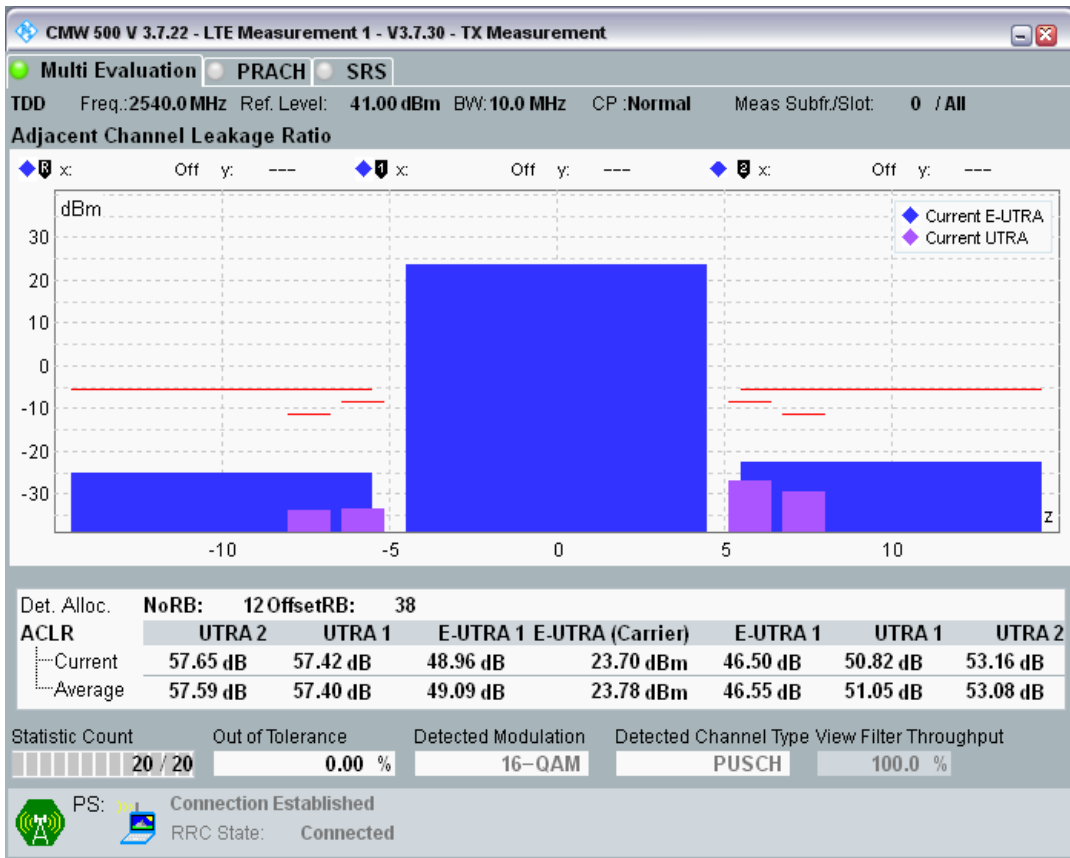 CMW 500 V 3.7.22 - LTE Measurement 1 - V3.7.30 - TX Measurement
Multi Evaluation PRACH SRS
TDD Freq.:2540.0 MHz Ref. Level: 41.00 dBm BW:10.0 MHz CP :Normal Meas Subfr./Slot: 0 / All
Adjacent Channel Leakage Ratio
R x: Off y: --- 1 x: Off y: --- 2 x: Off y: ---
dBm
Current E-UTRA
Current UTRA
30
20
10
0
-10
-20
-30
z
-10 -5 0 5 10
Det. Alloc. NoRB: 12 OffsetRB: 38
ACLR UTRA 2 UTRA 1 E-UTRA 1 E-UTRA (Carrier) E-UTRA 1 UTRA 1 UTRA 2
Current 57.65 dB 57.42 dB 48.96 dB 23.70 dBm 46.50 dB 50.82 dB 53.16 dB
Average 57.59 dB 57.40 dB 49.09 dB 23.78 dBm 46.55 dB 51.05 dB 53.08 dB
Statistic Count Out of Tolerance Detected Modulation Detected Channel Type View Filter Throughput
20 / 20 0.00 % 16-QAM PUSCH 100.0 %
PS: Connection Established
RRC State: Connected